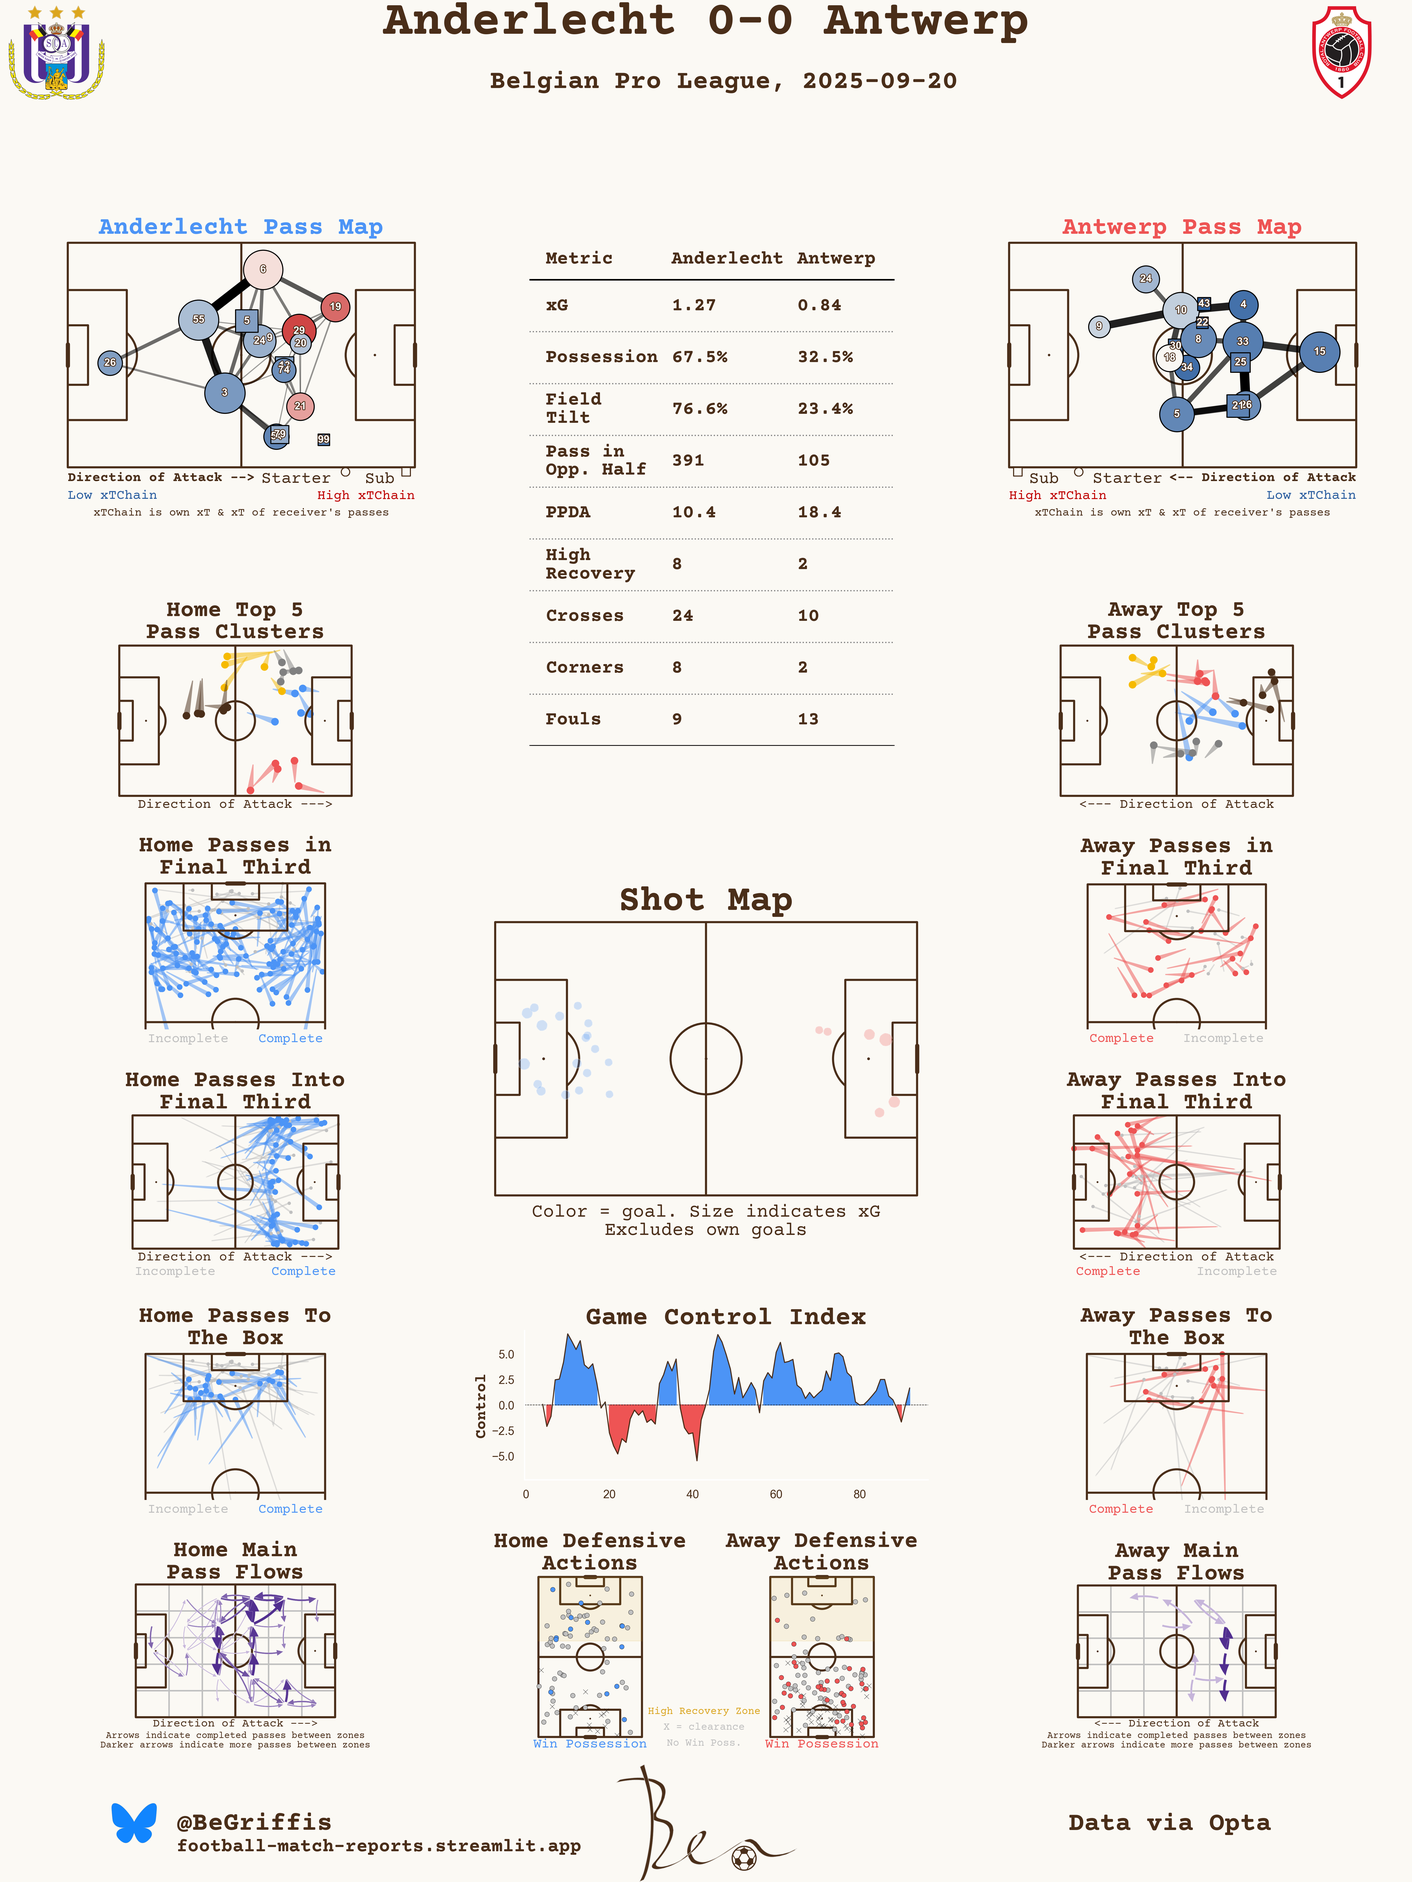 Anderlecht 0-0 Antwerp
Belgian Pro League, 2025-09-20
1
Anderlecht Pass Map
6
19
55
5
29
24
9
20
26
74
3
21
79
99
Direction of Attack --> Starter Sub
Low xTChain High xTChain
xTChain is own xT & xT of receiver's passes
Metric Anderlecht Antwerp
xG 1.27 0.84
Possession 67.5% 32.5%
Field
Tilt 76.6% 23.4%
Pass in
Opp. Half 391 105
PPDA 10.4 18.4
High
Recovery 8 2
Crosses 24 10
Corners 8 2
Fouls 9 13
Antwerp Pass Map
24
43
4
10
9
22
8
33
30
15
18
25
34
21
26
5
Sub Starter <-- Direction of Attack
High xTChain Low xTChain
xTChain is own xT & xT of receiver's passes
Home Top 5
Pass Clusters
Direction of Attack --->
Away Top 5
Pass Clusters
<--- Direction of Attack
Home Passes in
Final Third
Incomplete Complete
Away Passes in
Final Third
Complete Incomplete
Shot Map
Color = goal. Size indicates xG
Excludes own goals
Home Passes Into
Final Third
Direction of Attack --->
Incomplete Complete
Away Passes Into
Final Third
<--- Direction of Attack
Complete Incomplete
Home Passes To
The Box
Incomplete Complete
Game Control Index
Control
5.0
2.5
0.0
−2.5
−5.0
0 20 40 60 80
Away Passes To
The Box
Complete Incomplete
Home Main
Pass Flows
Direction of Attack --->
Arrows indicate completed passes between zones
Darker arrows indicate more passes between zones
Home Defensive
Actions
Win Possession
High Recovery Zone
X = clearance
No Win Poss.
Away Defensive
Actions
Win Possession
Away Main
Pass Flows
<--- Direction of Attack
Arrows indicate completed passes between zones
Darker arrows indicate more passes between zones
@BeGriffis
football-match-reports.streamlit.app
Ben
Data via Opta